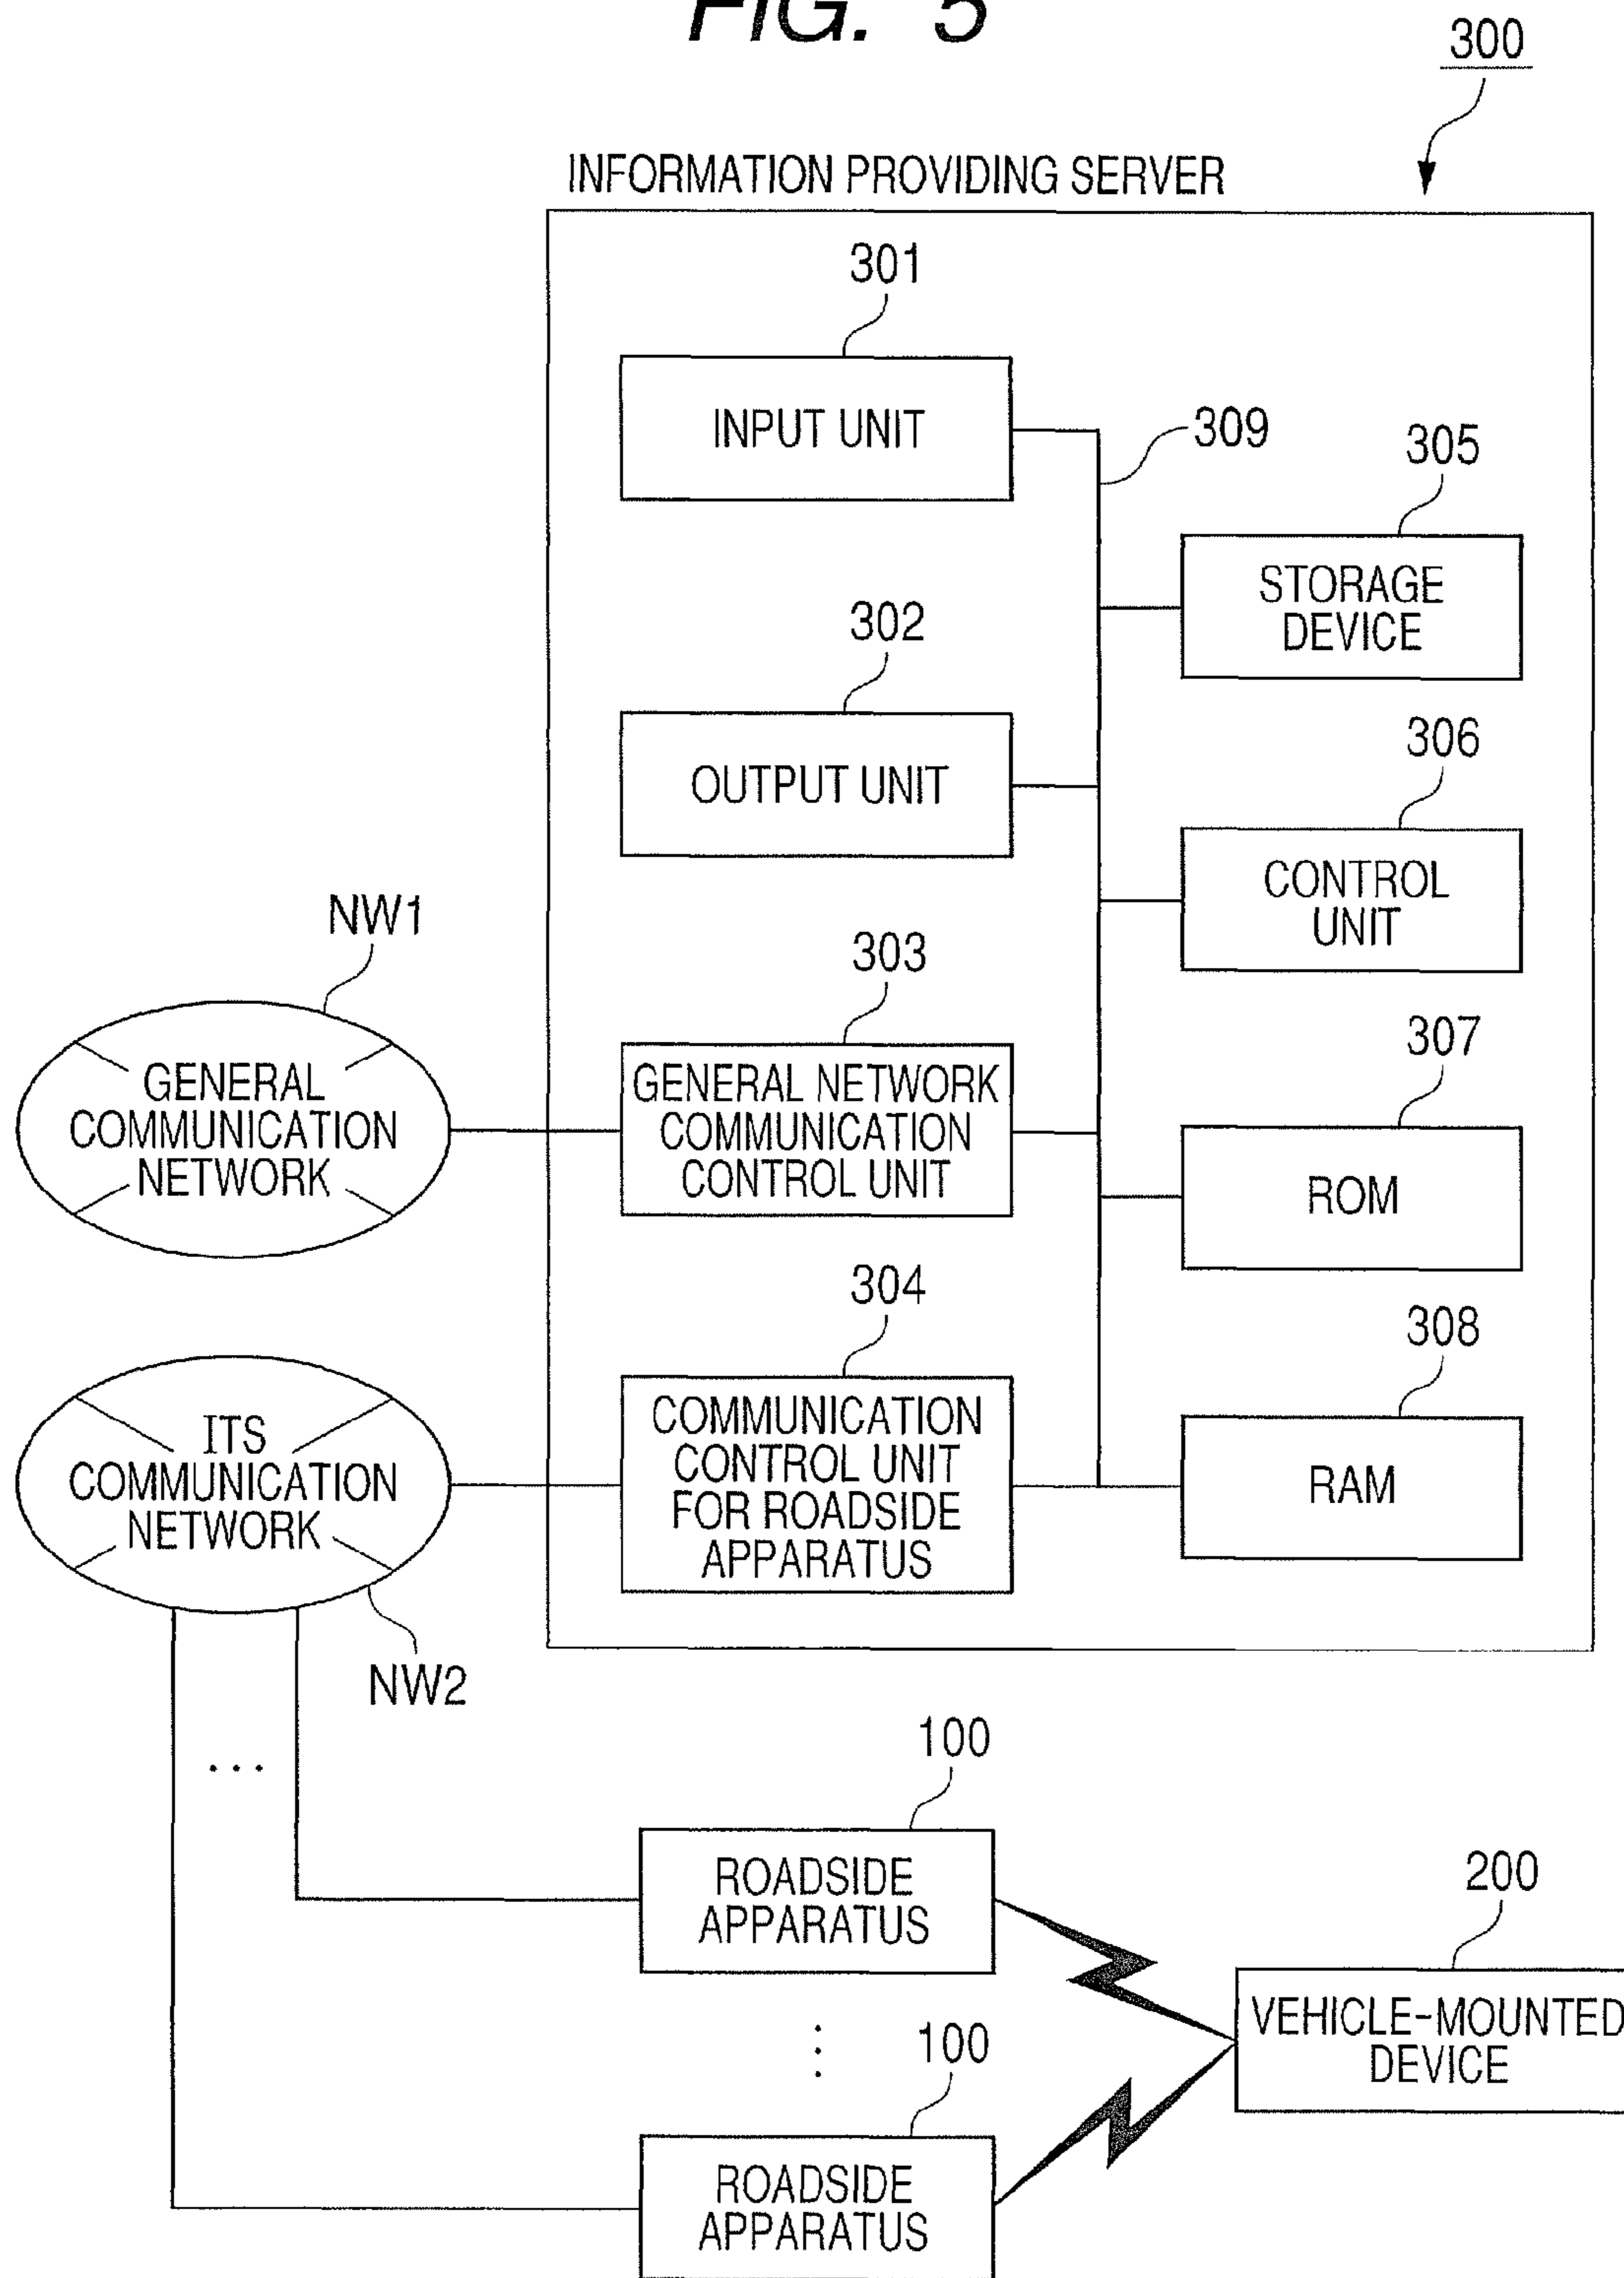 FIG. 5
300
INFORMATION PROVIDING SERVER
301
INPUT UNIT
309
305
STORAGE
DEVICE
302
OUTPUT UNIT
306
CONTROL
UNIT
NW1
GENERAL
COMMUNICATION
NETWORK
303
GENERAL NETWORK
COMMUNICATION
CONTROL UNIT
307
ROM
304
COMMUNICATION
CONTROL UNIT
FOR ROADSIDE
APPARATUS
308
RAM
ITS
COMMUNICATION
NETWORK
NW2
...
100
ROADSIDE
APPARATUS
200
VEHICLE-MOUNTED
DEVICE
100
ROADSIDE
APPARATUS